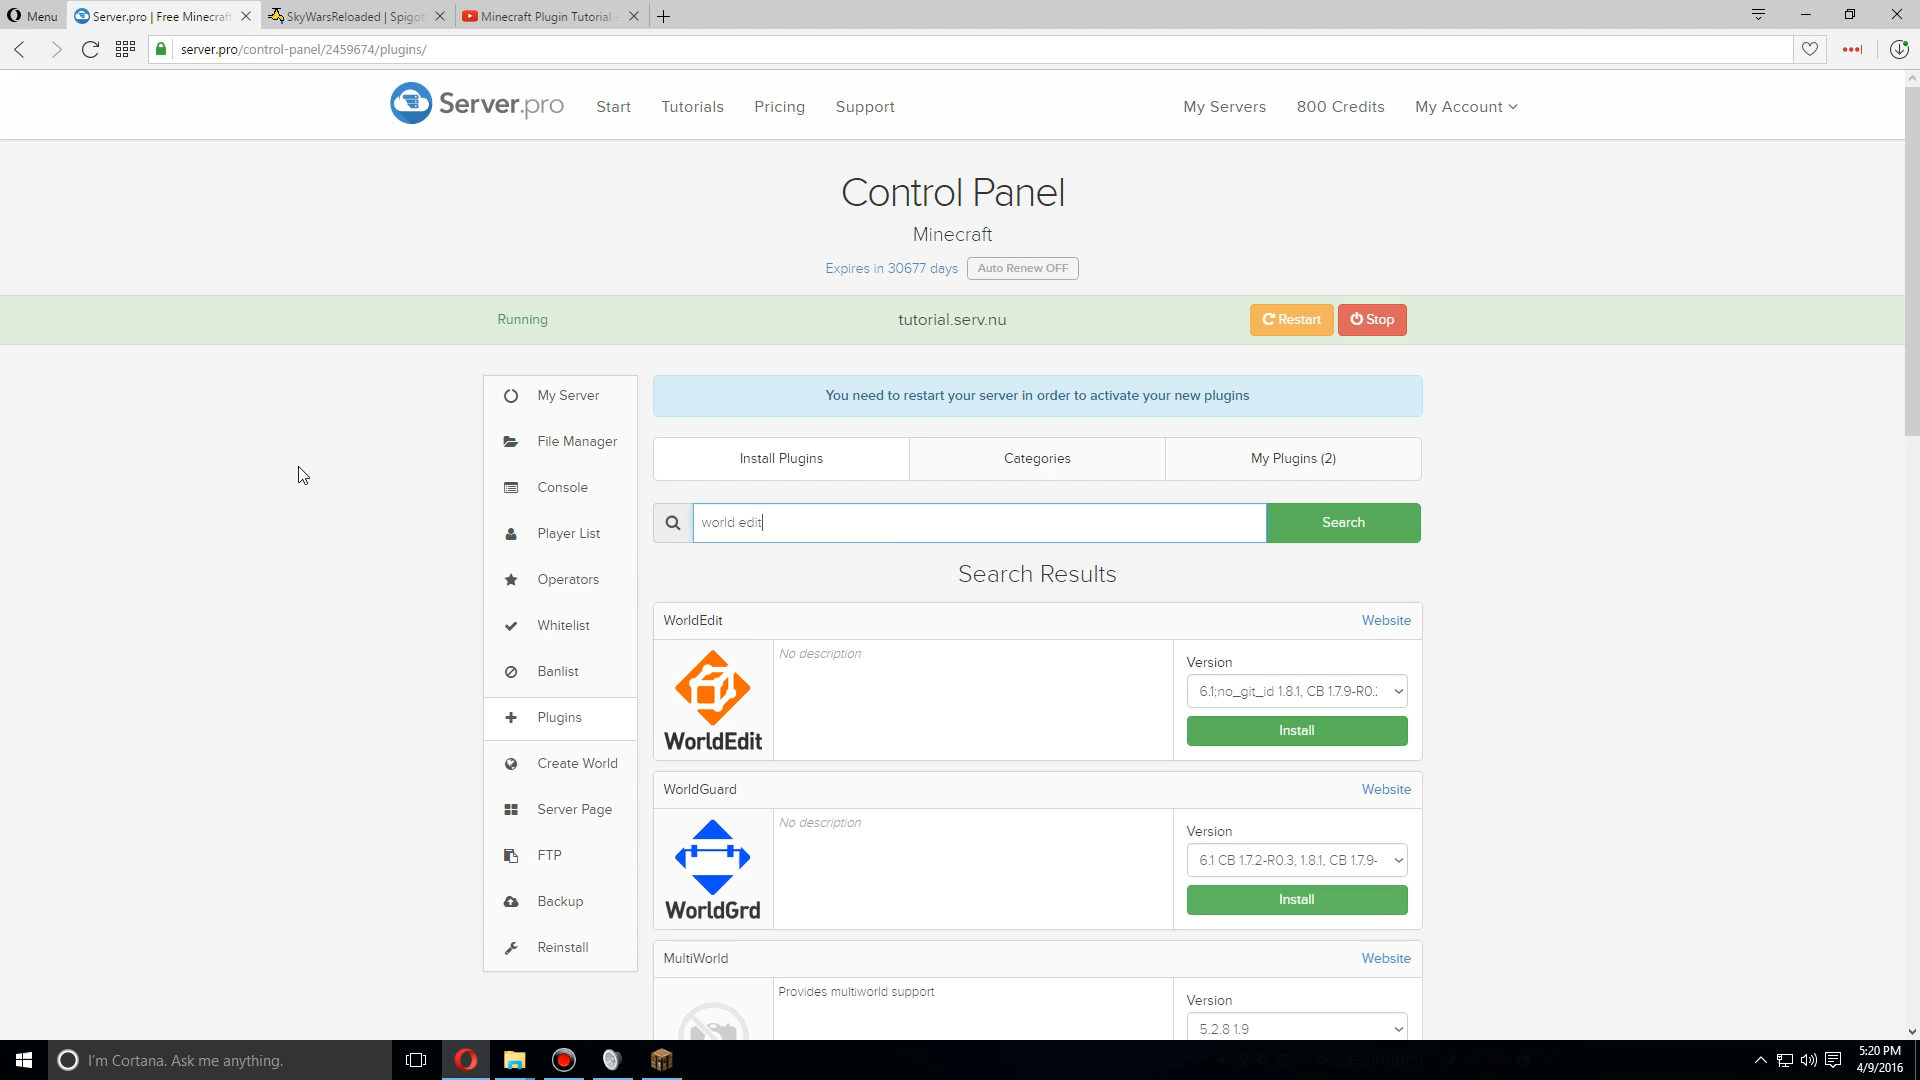 Menu
Server.pro | Free Minecraft
SkyWarsReloaded | Spigot
Minecraft Plugin Tutorial -
server.pro/control-panel/2459674/plugins/
Server.pro
Start
Tutorials
Pricing
Support
My Servers
800 Credits
My Account
Control Panel
Minecraft
Expires in 30677 days
Auto Renew OFF
Running
tutorial.serv.nu
Restart
Stop
My Server
File Manager
Console
Player List
Operators
Whitelist
Banlist
Plugins
Create World
Server Page
FTP
Backup
Reinstall
You need to restart your server in order to activate your new plugins
Install Plugins
Categories
My Plugins (2)
world edit
Search
Search Results
WorldEdit
Website
WorldEdit
No description
Version
6.1;no_git_id 1.8.1, CB 1.7.9-R0.:
Install
WorldGuard
Website
WorldGrd
No description
Version
6.1 CB 1.7.2-R0.3, 1.8.1, CB 1.7.9-
Install
MultiWorld
Website
Provides multiworld support
Version
5.2.8 1.9
I'm Cortana. Ask me anything.
5:20 PM
4/9/2016